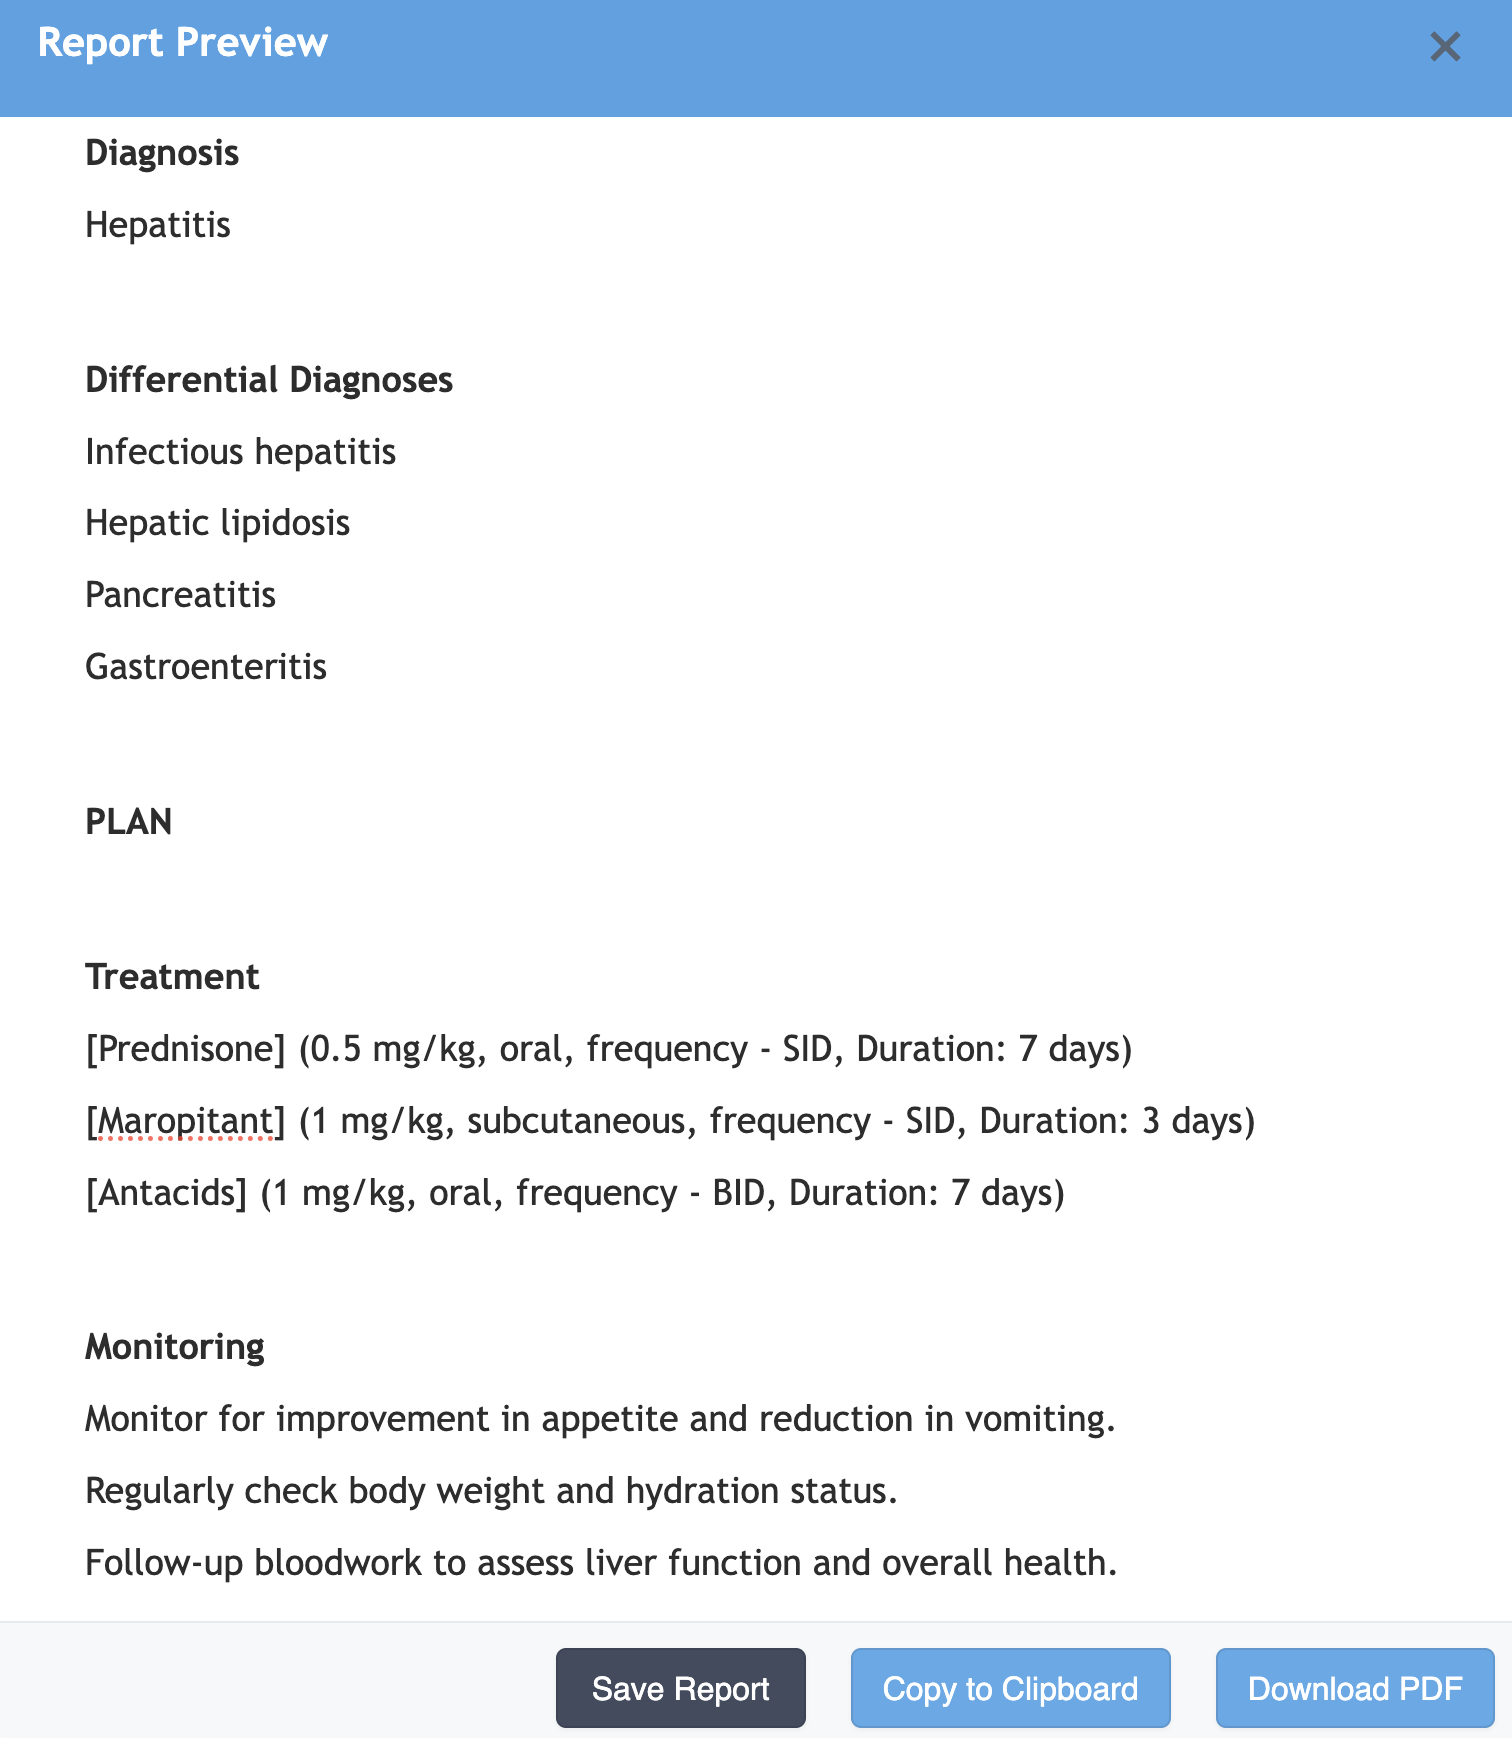 Report Preview
Diagnosis
Hepatitis
Differential Diagnoses
Infectious hepatitis
Hepatic lipidosis
Pancreatitis
Gastroenteritis
PLAN
Treatment
[Prednisone] (0.5 mg/kg, oral, frequency - SID, Duration: 7 days)
[Maropitant] (1 mg/kg, subcutaneous, frequency - SID, Duration: 3 days)
[Antacids] (1 mg/kg, oral, frequency - BID, Duration: 7 days)
Monitoring
Monitor for improvement in appetite and reduction in vomiting.
Regularly check body weight and hydration status.
Follow-up bloodwork to assess liver function and overall health.
Save Report Copy to Clipboard Download PDF